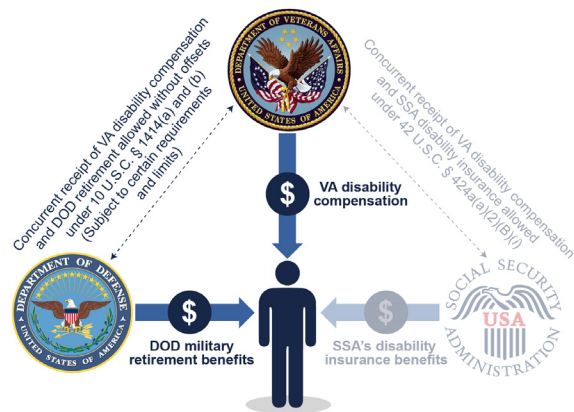 DEPARTMENT OF VETERANS AFFAIRS
UNITED STATES OF AMERICA
Concurrent receipt of VA disability compensation
and DOD retirement allowed without offsets
under 10 U.S.C. § 1414(a) and (b)
(Subject to certain requirements
and limits)
Concurrent receipt of VA disability compensation
and SSA disability insurance allowed
under 42 U.S.C. § 424a(a)(2)(B)(i)
$
VA disability
compensation
DEPARTMENT OF DEFENSE
UNITED STATES OF AMERICA
$
DOD military
retirement benefits
$
SSA's disability
insurance benefits
SOCIAL SECURITY
USA
ADMINISTRATION